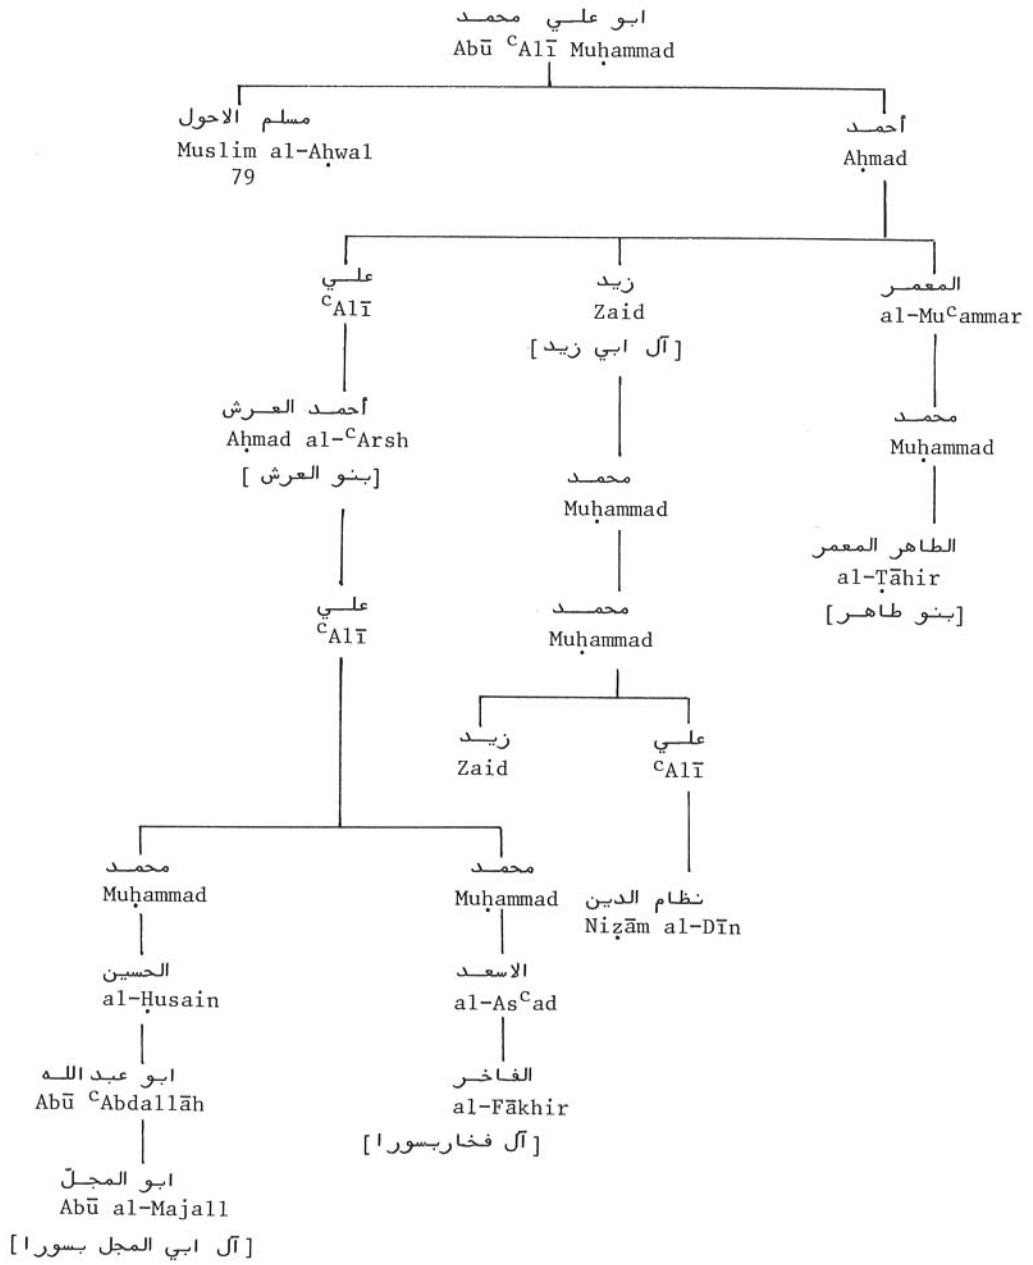 ابو علي محمد
Abū ᶜAlī Muḥammad
مسلم الاحول
Muslim al-Aḥwal
79
أحمد
Aḥmad
علي
ᶜAlī
زيد
Zaid
[آل ابي زيد]
المعمر
al-Muᶜammar
أحمد العرش
Aḥmad al-ᶜArsh
[بنو العرش]
محمد
Muḥammad
محمد
Muḥammad
الطاهر المعمر
al-Ṭāhir
[بنو طاهر]
علي
ᶜAlī
محمد
Muḥammad
زيد
Zaid
علي
ᶜAlī
محمد
Muḥammad
محمد
Muḥammad
نظام الدين
Niẓām al-Dīn
الحسين
al-Ḥusain
الاسعد
al-Asᶜad
ابو عبد الله
Abū ᶜAbdallāh
الفاخر
al-Fākhir
[آل فخاربسورا]
ابو المجلّ
Abū al-Majall
[آل ابي المجل بسورا]